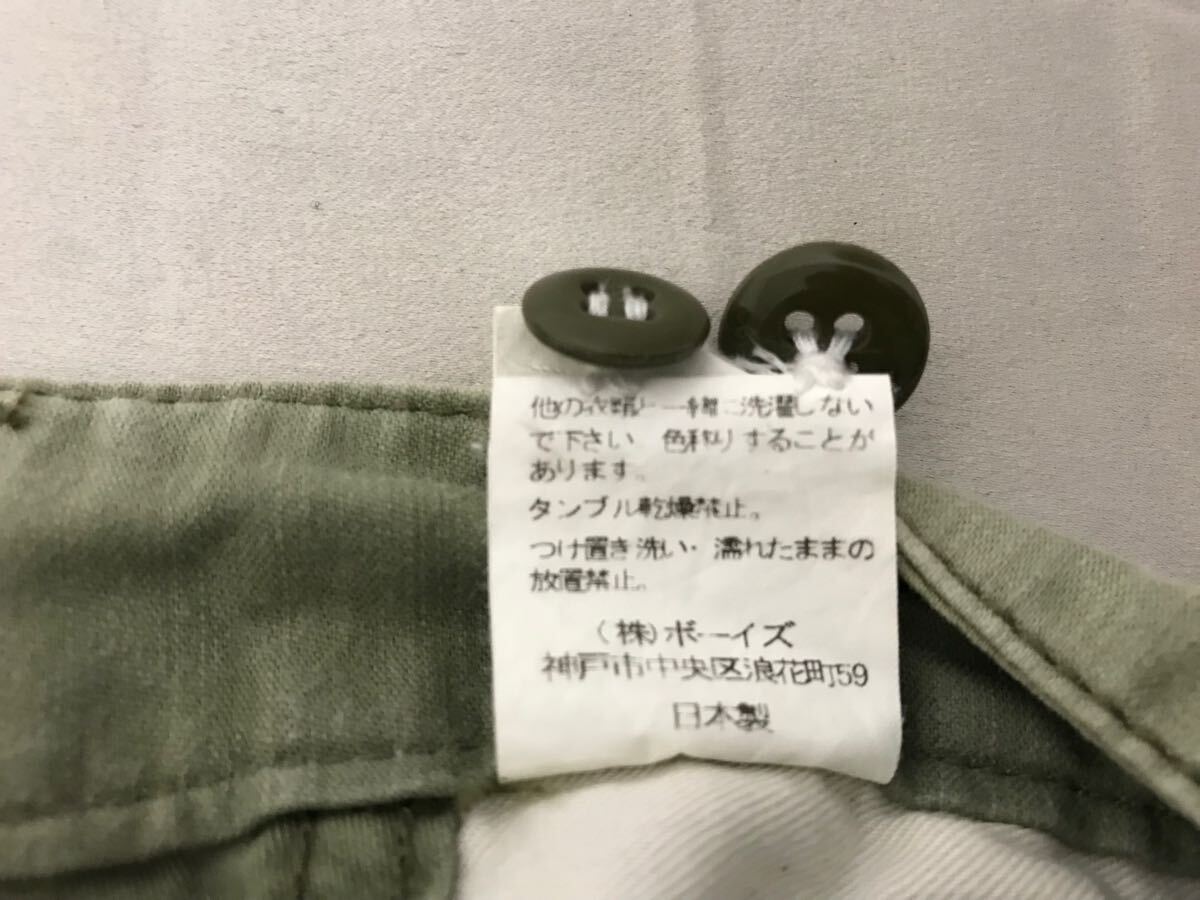 他の衣類と一緒に洗濯しない
で下さい 色移りすることが
あります。
タンブル乾燥禁止。
つけ置き洗い・濡れたままの
放置禁止。
(株)ボーイズ
神戸市中央区浪花町59
日本製